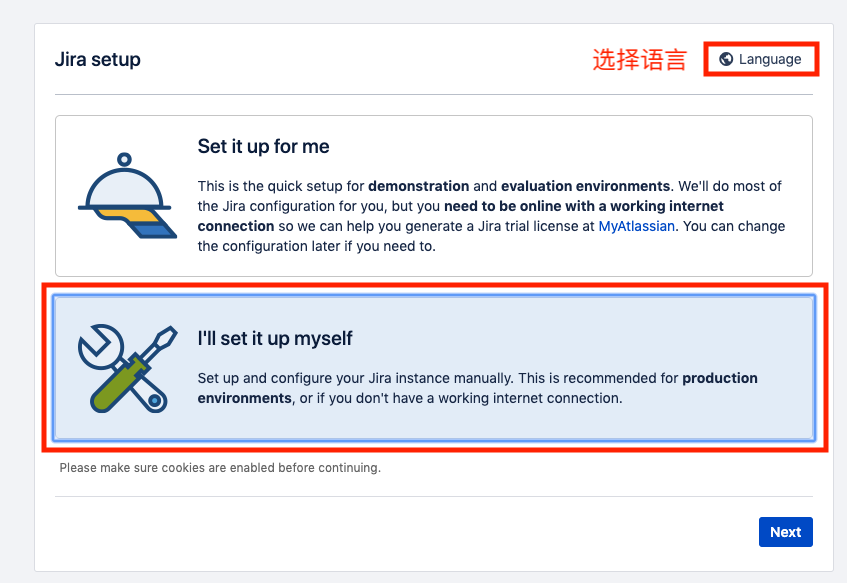 Jira setup
选择语言
Language
Set it up for me
This is the quick setup for demonstration and evaluation environments. We'll do most of
the Jira configuration for you, but you need to be online with a working internet
connection so we can help you generate a Jira trial license at MyAtlassian. You can change
the configuration later if you need to.
I'll set it up myself
Set up and configure your Jira instance manually. This is recommended for production
environments, or if you don't have a working internet connection.
Please make sure cookies are enabled before continuing.
Next